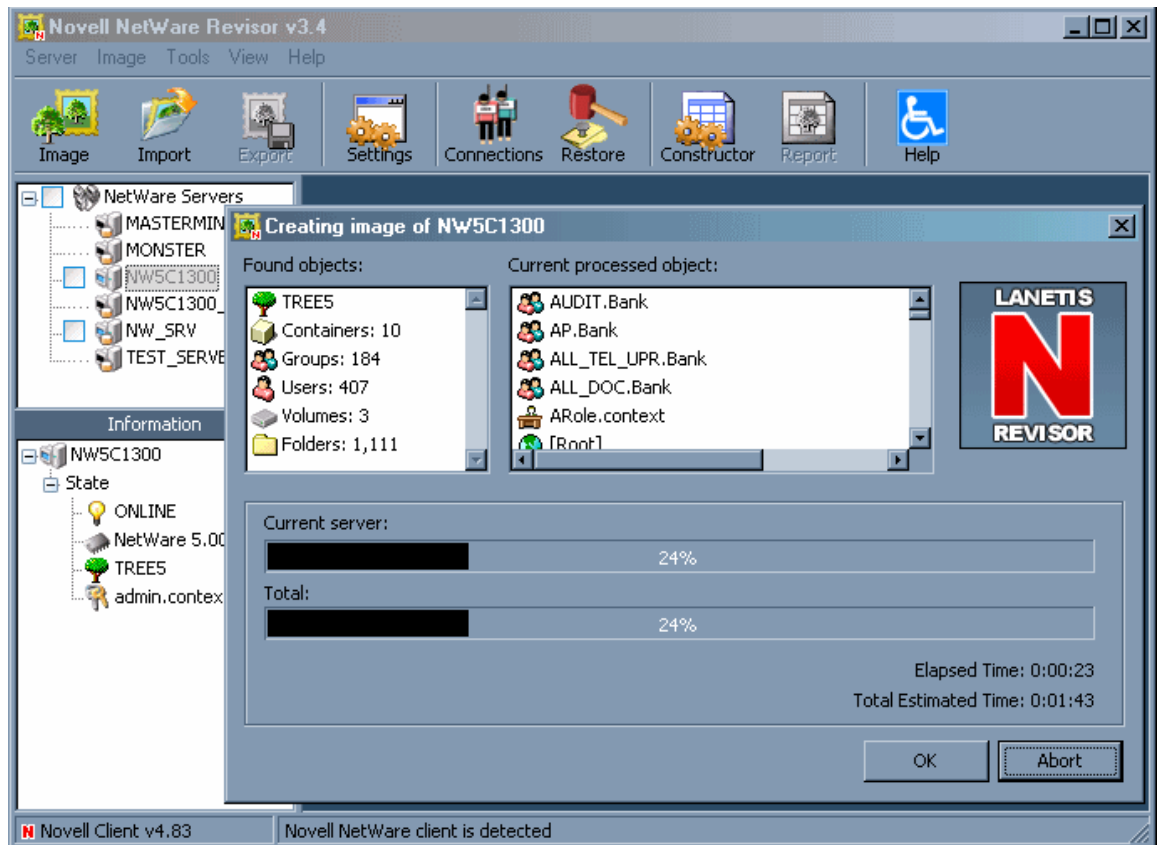 Novell NetWare Revisor v3.4
Server Image Tools View Help
Image Import Export Settings Connections Restore Constructor Report Help
NetWare Servers
MASTERMIN
MONSTER
NW5C1300
NW5C1300_
NW_SRV
TEST_SERVE
Information
NW5C1300
State
ONLINE
NetWare 5.00
TREE5
admin.contex
Creating image of NW5C1300
Found objects:
TREE5
Containers: 10
Groups: 184
Users: 407
Volumes: 3
Folders: 1,111
Current processed object:
AUDIT.Bank
AP.Bank
ALL_TEL_UPR.Bank
ALL_DOC.Bank
ARole.context
[Root]
LANETIS
N
REVISOR
Current server:
24%
Total:
24%
Elapsed Time: 0:00:23
Total Estimated Time: 0:01:43
OK Abort
N Novell Client v4.83
Novell NetWare client is detected